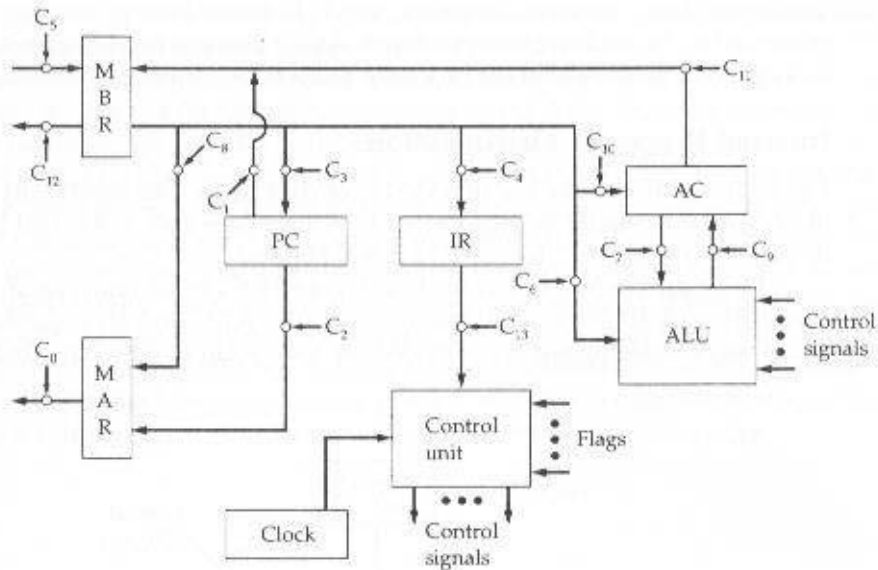 C₅
M
B
R
C₁₁
C₁₂
C₈
C₁
C₃
C₄
C₁₀
AC
PC
IR
C₇
C₉
C₂
C₆
C₁₃
ALU
Control
signals
C₀
M
A
R
Control
unit
Flags
Clock
Control
signals